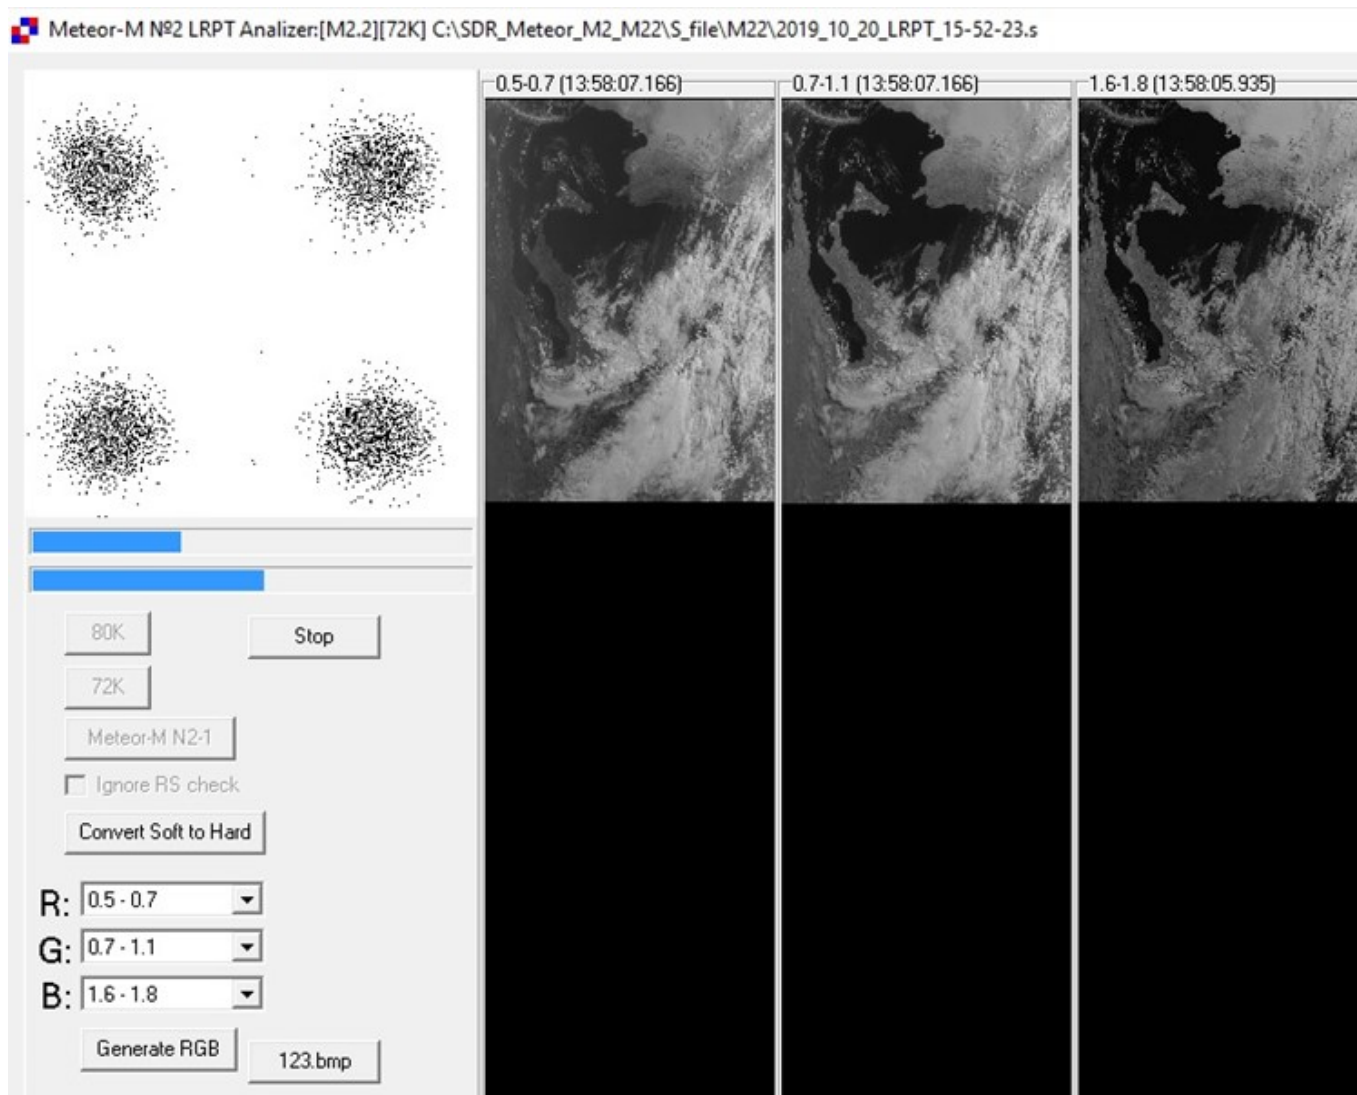 Meteor-M №2 LRPT Analizer:[M2.2][72K] C:\SDR_Meteor_M2_M22\S_file\M22\2019_10_20_LRPT_15-52-23.s
0.5-0.7 (13:58:07.166)
0.7-1.1 (13:58:07.166)
1.6-1.8 (13:58:05.935)
80K
Stop
72K
Meteor-M N2-1
Ignore RS check
Convert Soft to Hard
R: 0.5 - 0.7
G: 0.7 - 1.1
B: 1.6 - 1.8
Generate RGB
123.bmp